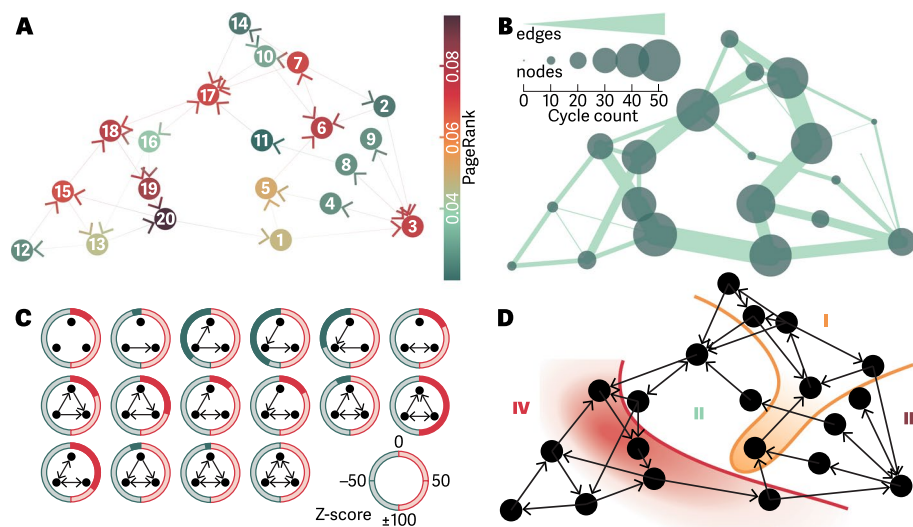 A
14
10
7
17
2
18
16
11
6
9
8
15
19
5
4
20
3
12
13
1
0.08
0.06
0.04
PageRank
B
edges
nodes
0 10 20 30 40 50
Cycle count
C
0
−50 50
±100
Z-score
D
I
II
IV